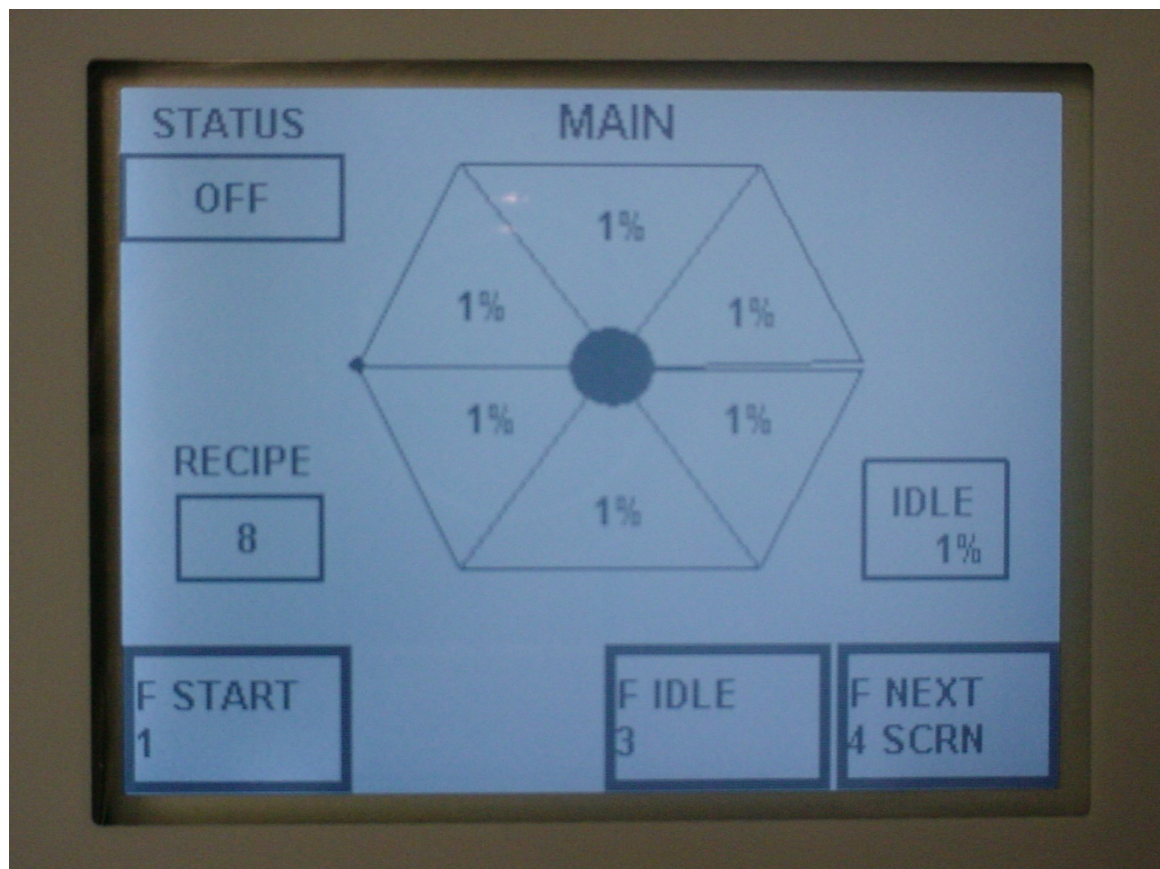 STATUS
MAIN
OFF
1%
1%
1%
1%
1%
1%
RECIPE
8
IDLE
1%
F START
1
F IDLE
3
F NEXT
4 SCRN